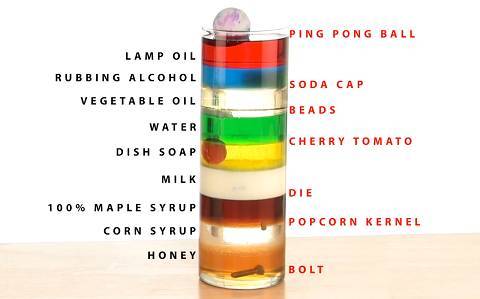 PING PONG BALL
LAMP OIL
RUBBING ALCOHOL
SODA CAP
VEGETABLE OIL
BEADS
WATER
CHERRY TOMATO
DISH SOAP
MILK
DIE
100% MAPLE SYRUP
POPCORN KERNEL
CORN SYRUP
HONEY
BOLT